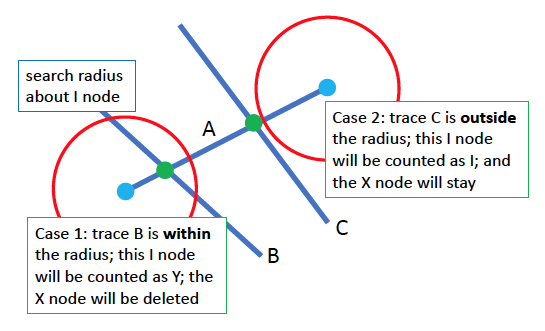 search radius
about I node
A
Case 2: trace C is outside
the radius; this I node
will be counted as I; and
the X node will stay
C
Case 1: trace B is within
the radius; this I node
will be counted as Y; the
X node will be deleted
B